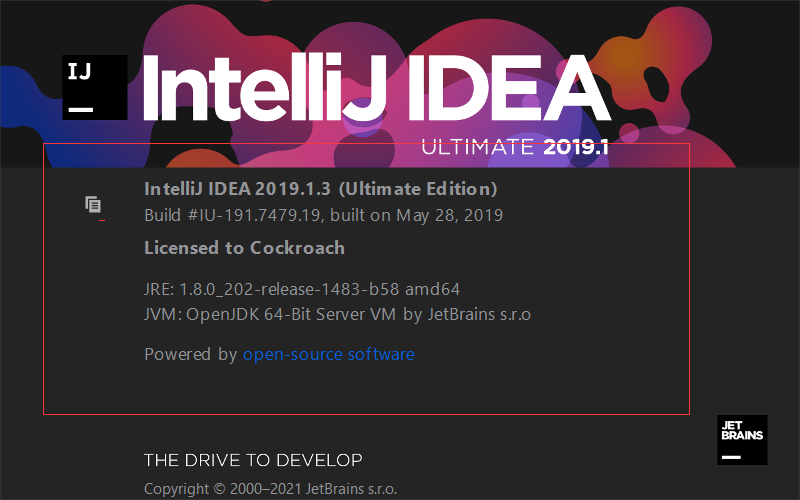 IJ
IntelliJ IDEA
ULTIMATE 2019.1
IntelliJ IDEA 2019.1.3 (Ultimate Edition)
Build #IU-191.7479.19, built on May 28, 2019
Licensed to Cockroach
JRE: 1.8.0_202-release-1483-b58 amd64
JVM: OpenJDK 64-Bit Server VM by JetBrains s.r.o
Powered by open-source software
JET
BRAINS
THE DRIVE TO DEVELOP
Copyright © 2000–2021 JetBrains s.r.o.